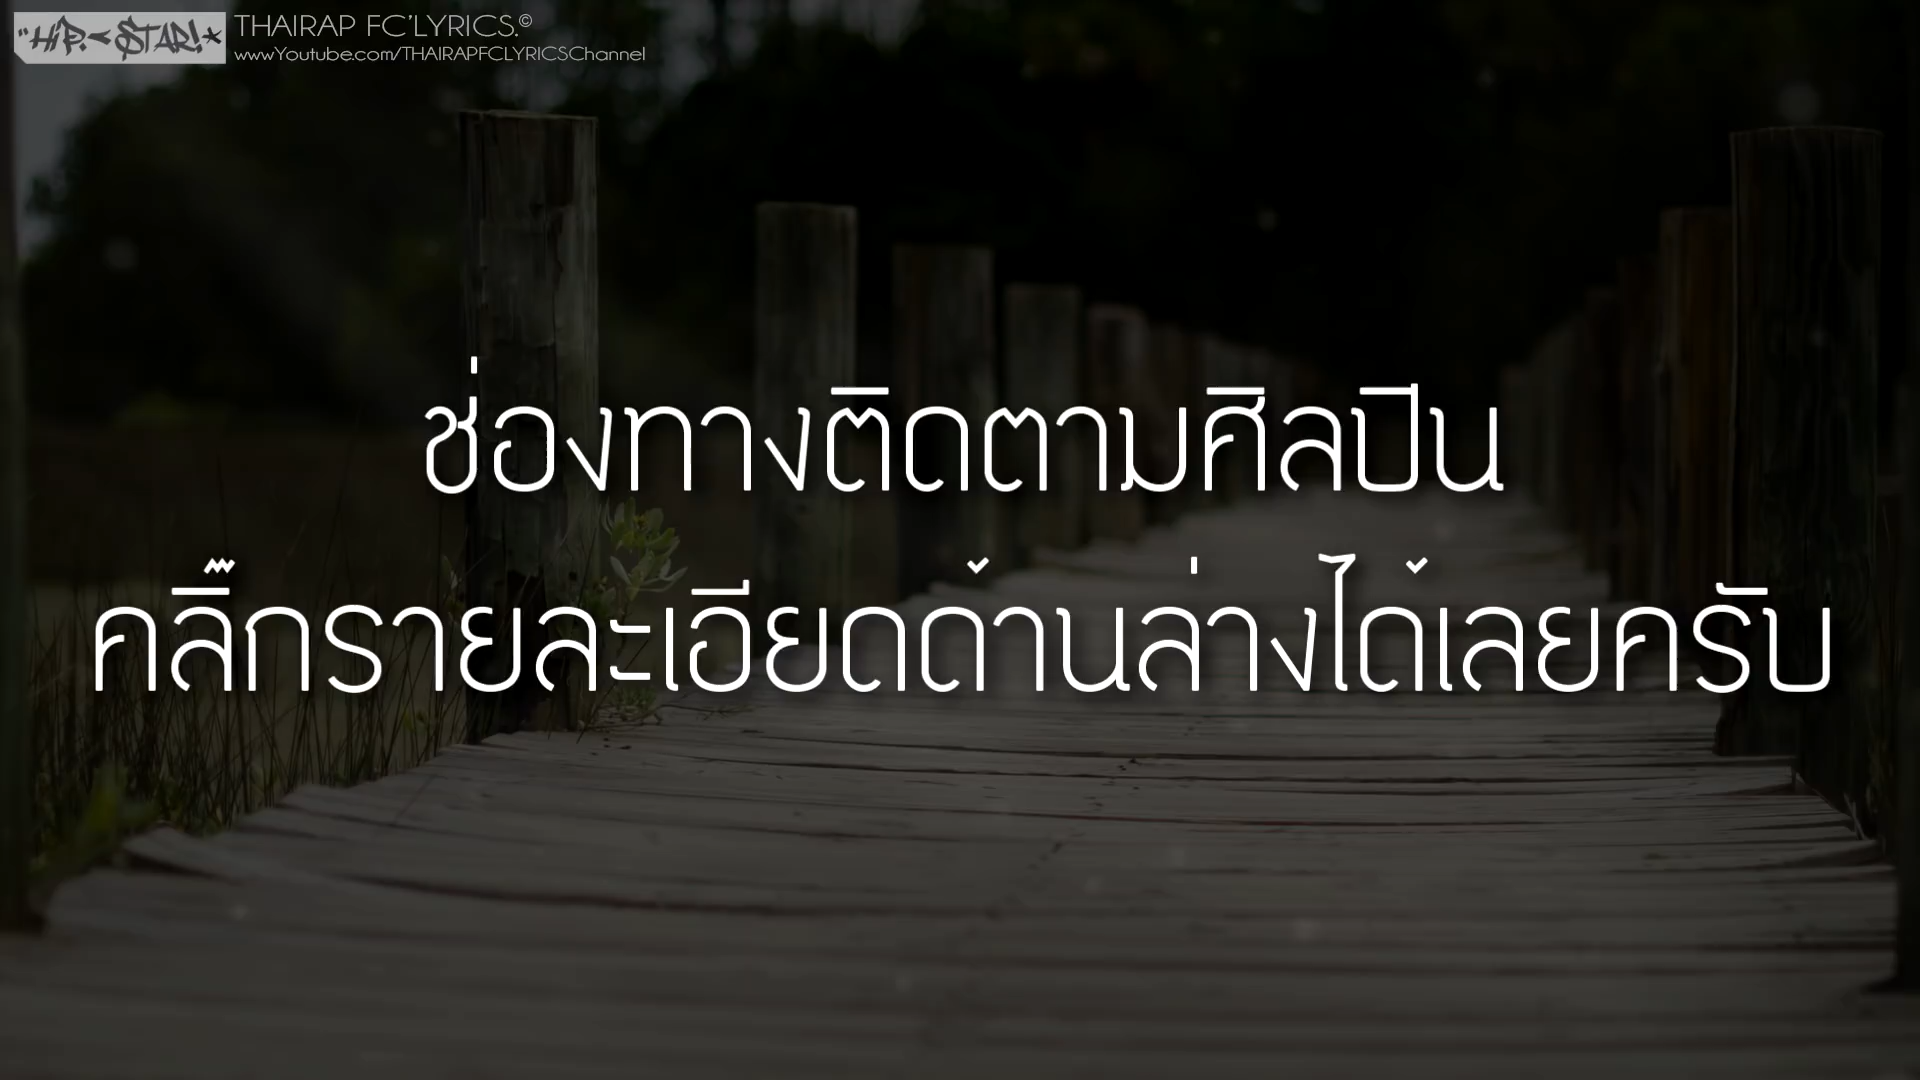 "HIP-STAR!"
THAIRAP FC'LYRICS.©
wwwYoutube.com/THAIRAPFCLYRICSChannel
ช่องทางติดตามศิลปิน
คลิ๊กรายละเอียดด้านล่างได้เลยครับ